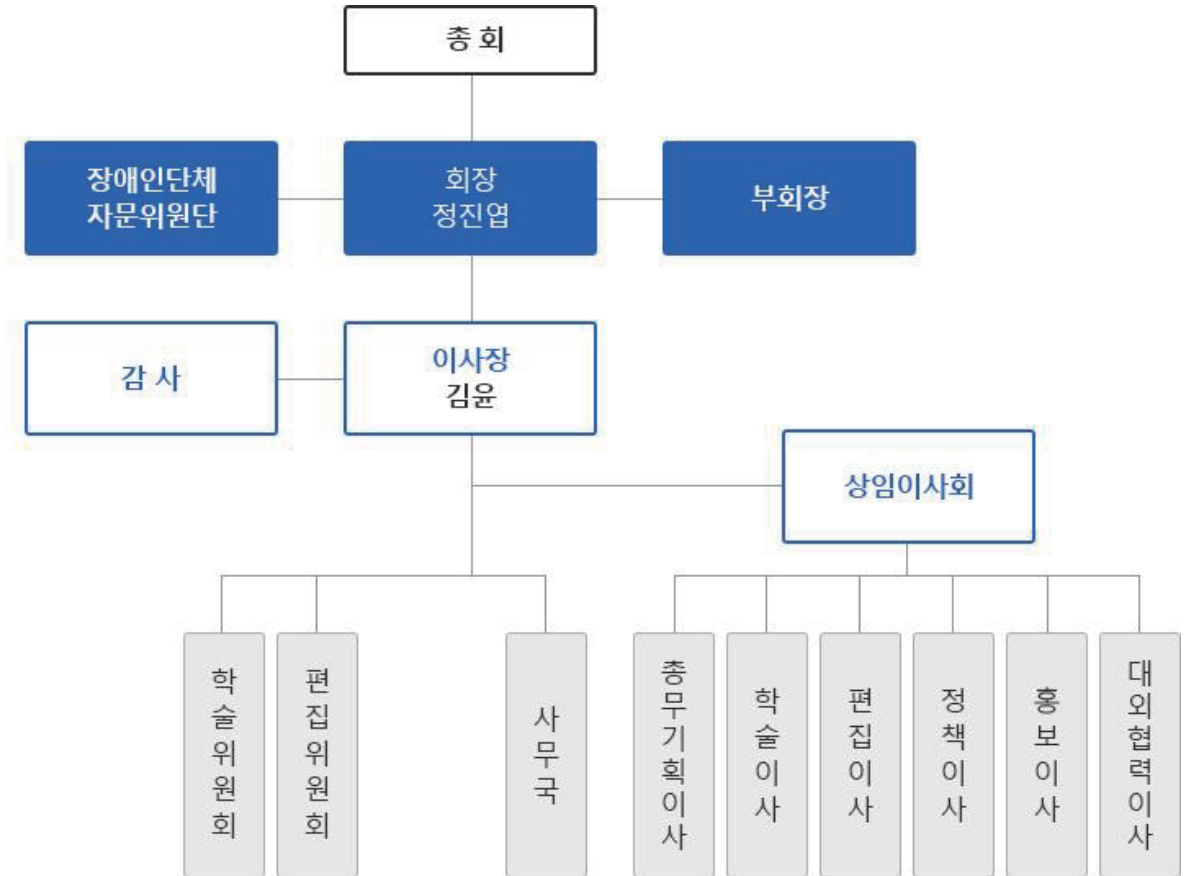 총 회
장애인단체
자문위원단
회장
정진엽
부회장
감 사
이사장
김윤
상임이사회
학술위원회
편집위원회
사무국
총무기획이사
학술이사
편집이사
정책이사
홍보이사
대외협력이사